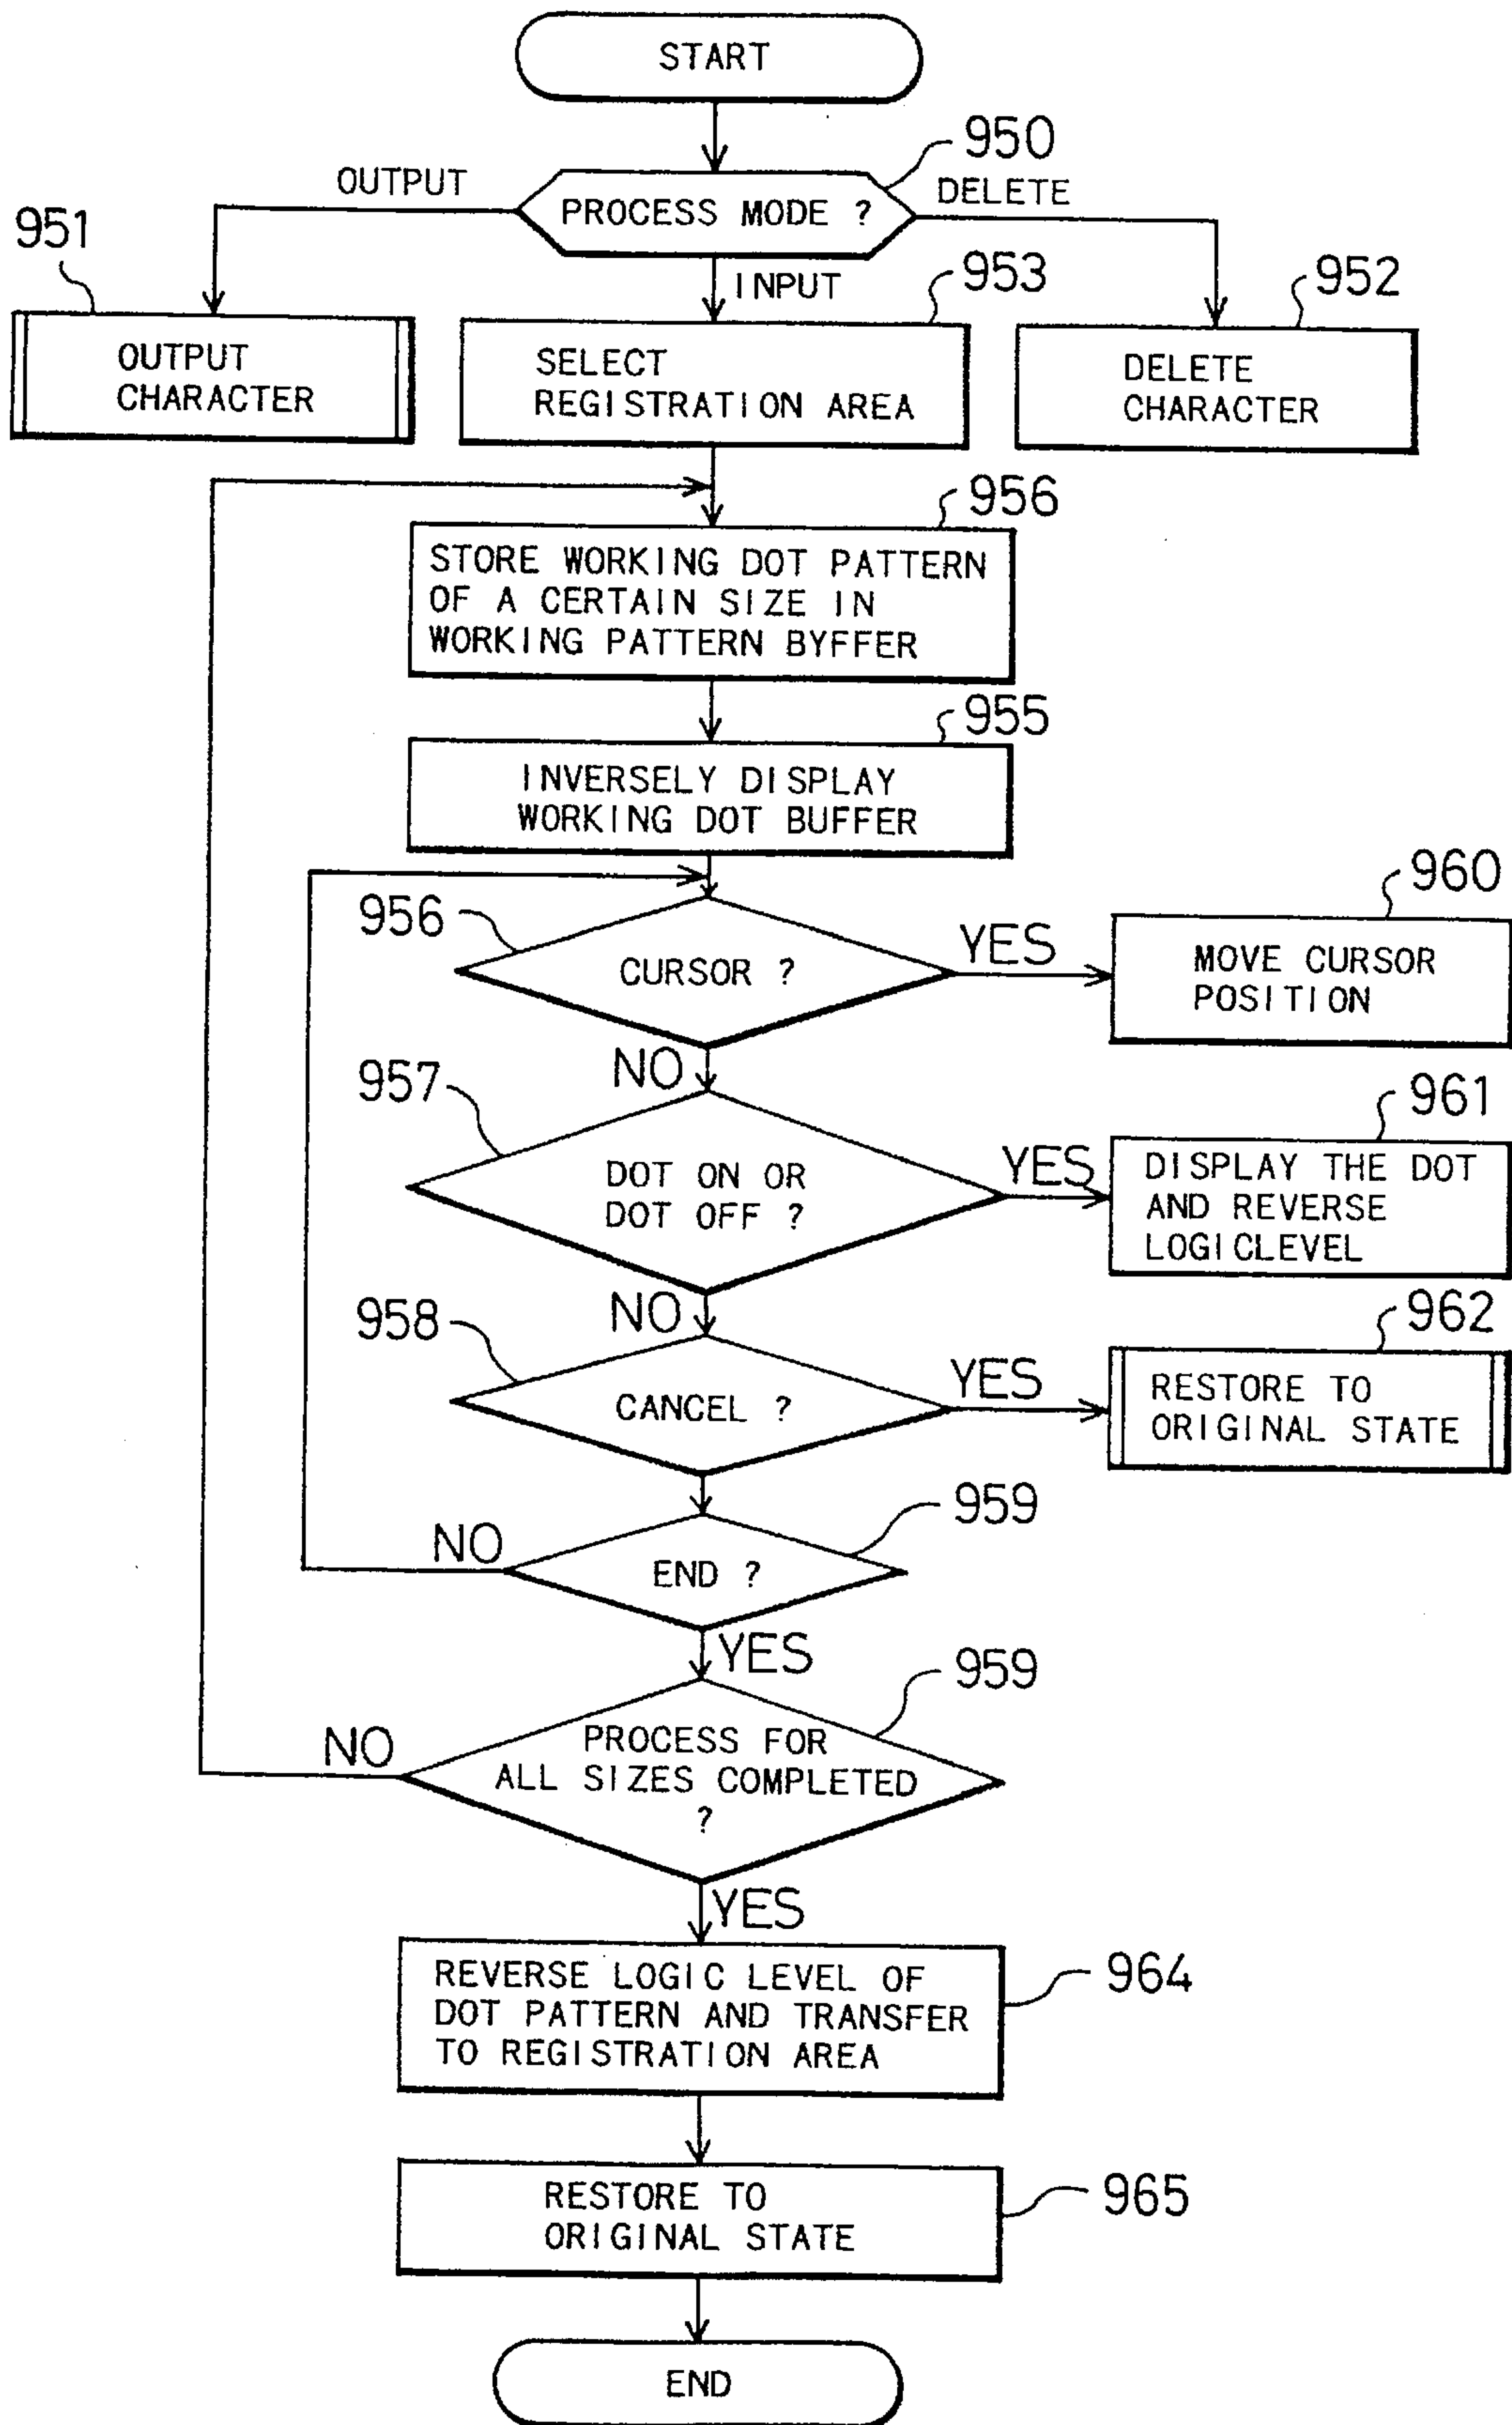 START
950
OUTPUT
PROCESS MODE ?
DELETE
951
INPUT
953
952
OUTPUT
CHARACTER
SELECT
REGISTRATION AREA
DELETE
CHARACTER
956
STORE WORKING DOT PATTERN
OF A CERTAIN SIZE IN
WORKING PATTERN BYFFER
955
INVERSELY DISPLAY
WORKING DOT BUFFER
956
CURSOR ?
YES
960
MOVE CURSOR
POSITION
NO
957
DOT ON OR
DOT OFF ?
YES
961
DISPLAY THE DOT
AND REVERSE
LOGICLEVEL
NO
958
CANCEL ?
YES
962
RESTORE TO
ORIGINAL STATE
959
NO
END ?
YES
959
NO
PROCESS FOR
ALL SIZES COMPLETED
?
YES
REVERSE LOGIC LEVEL OF
DOT PATTERN AND TRANSFER
TO REGISTRATION AREA
964
RESTORE TO
ORIGINAL STATE
965
END